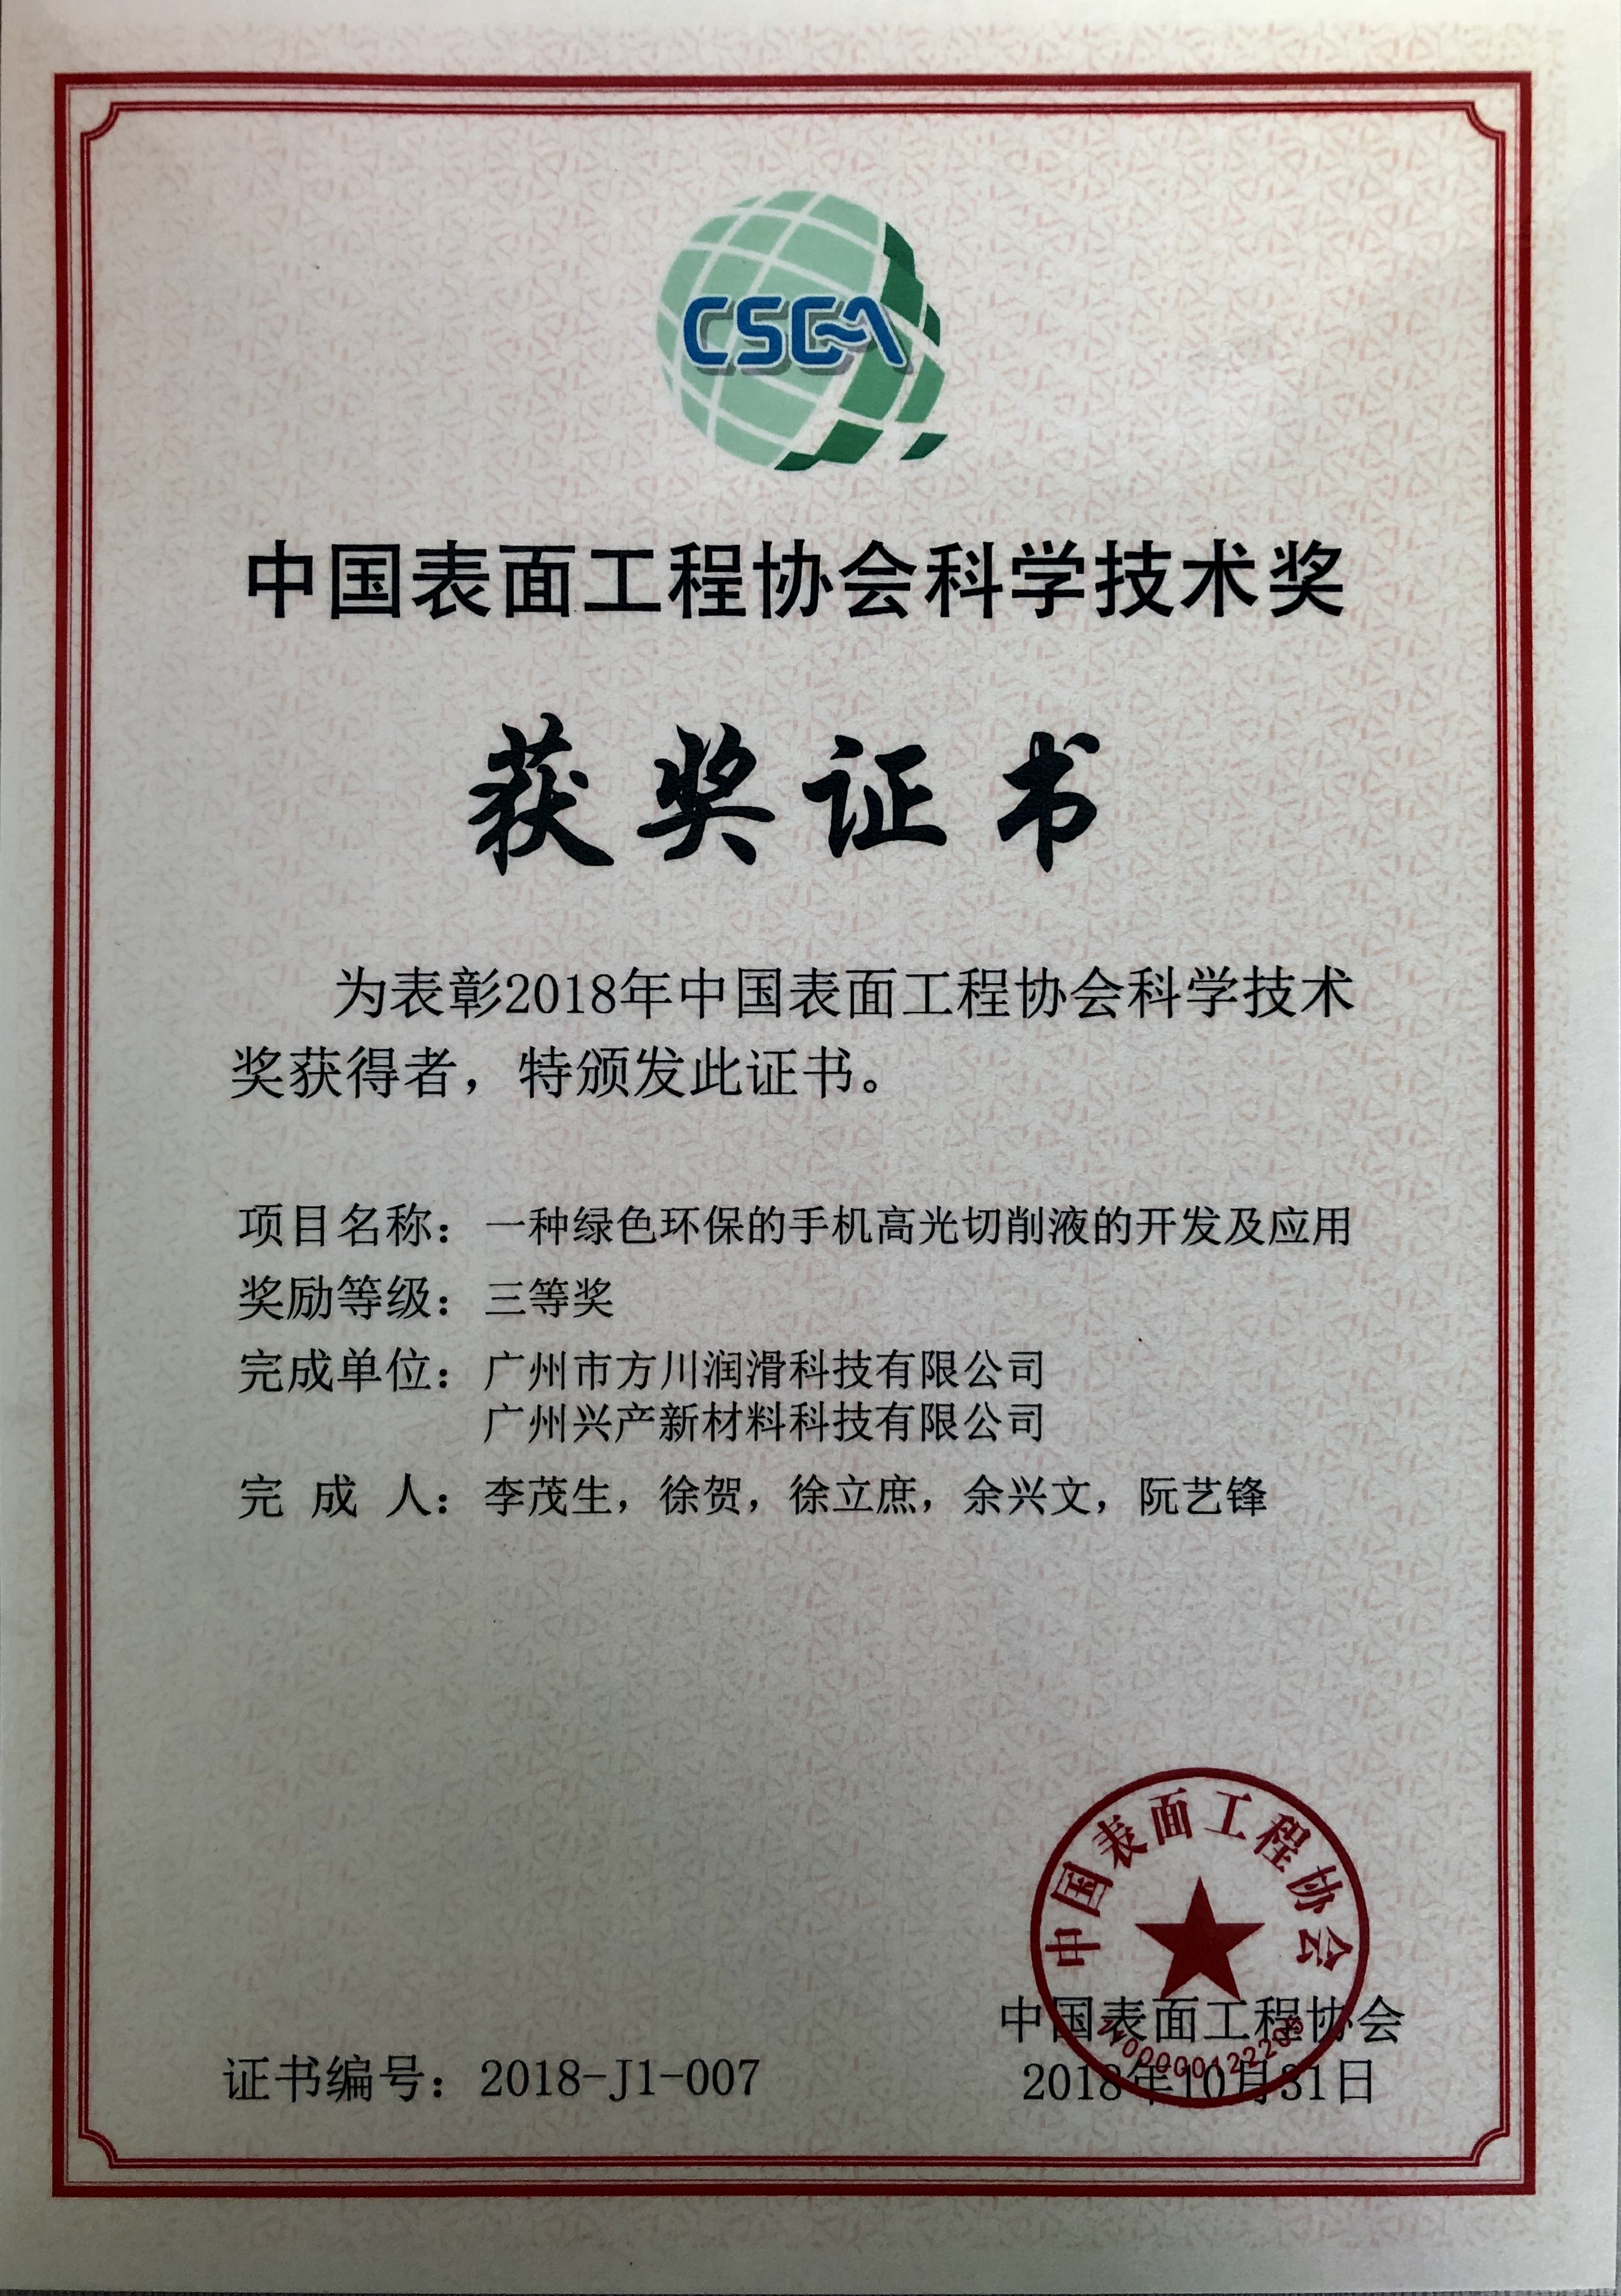 CSEA
中国表面工程协会科学技术奖
获奖证书
为表彰2018年中国表面工程协会科学技术
奖获得者，特颁发此证书。
项目名称：一种绿色环保的手机高光切削液的开发及应用
奖励等级：三等奖
完成单位：广州市方川润滑科技有限公司
广州兴产新材料科技有限公司
完 成 人：李茂生，徐贺，徐立庶，余兴文，阮艺锋
中国表面工程协会
中国表面工程协会
证书编号：2018-J1-007
2018年10月31日